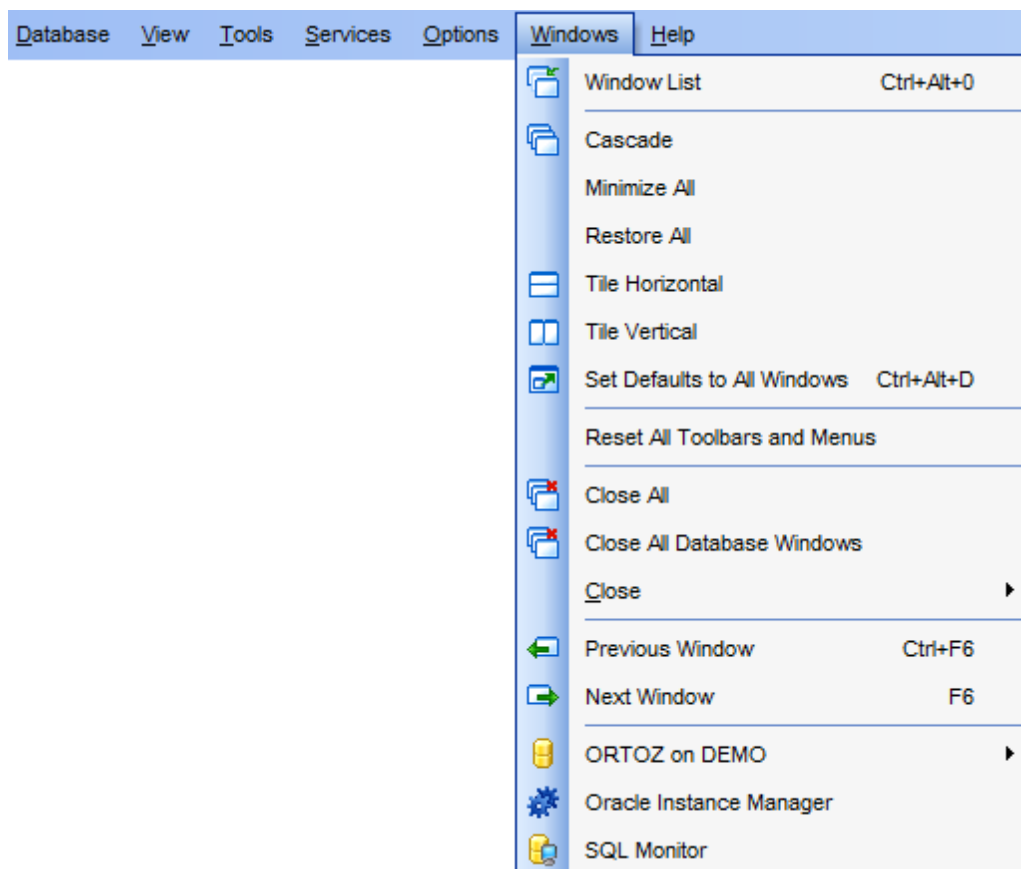 Database View Tools Services Options Windows Help
Window List Ctrl+Alt+0
Cascade
Minimize All
Restore All
Tile Horizontal
Tile Vertical
Set Defaults to All Windows Ctrl+Alt+D
Reset All Toolbars and Menus
Close All
Close All Database Windows
Close
Previous Window Ctrl+F6
Next Window F6
ORTOZ on DEMO
Oracle Instance Manager
SQL Monitor